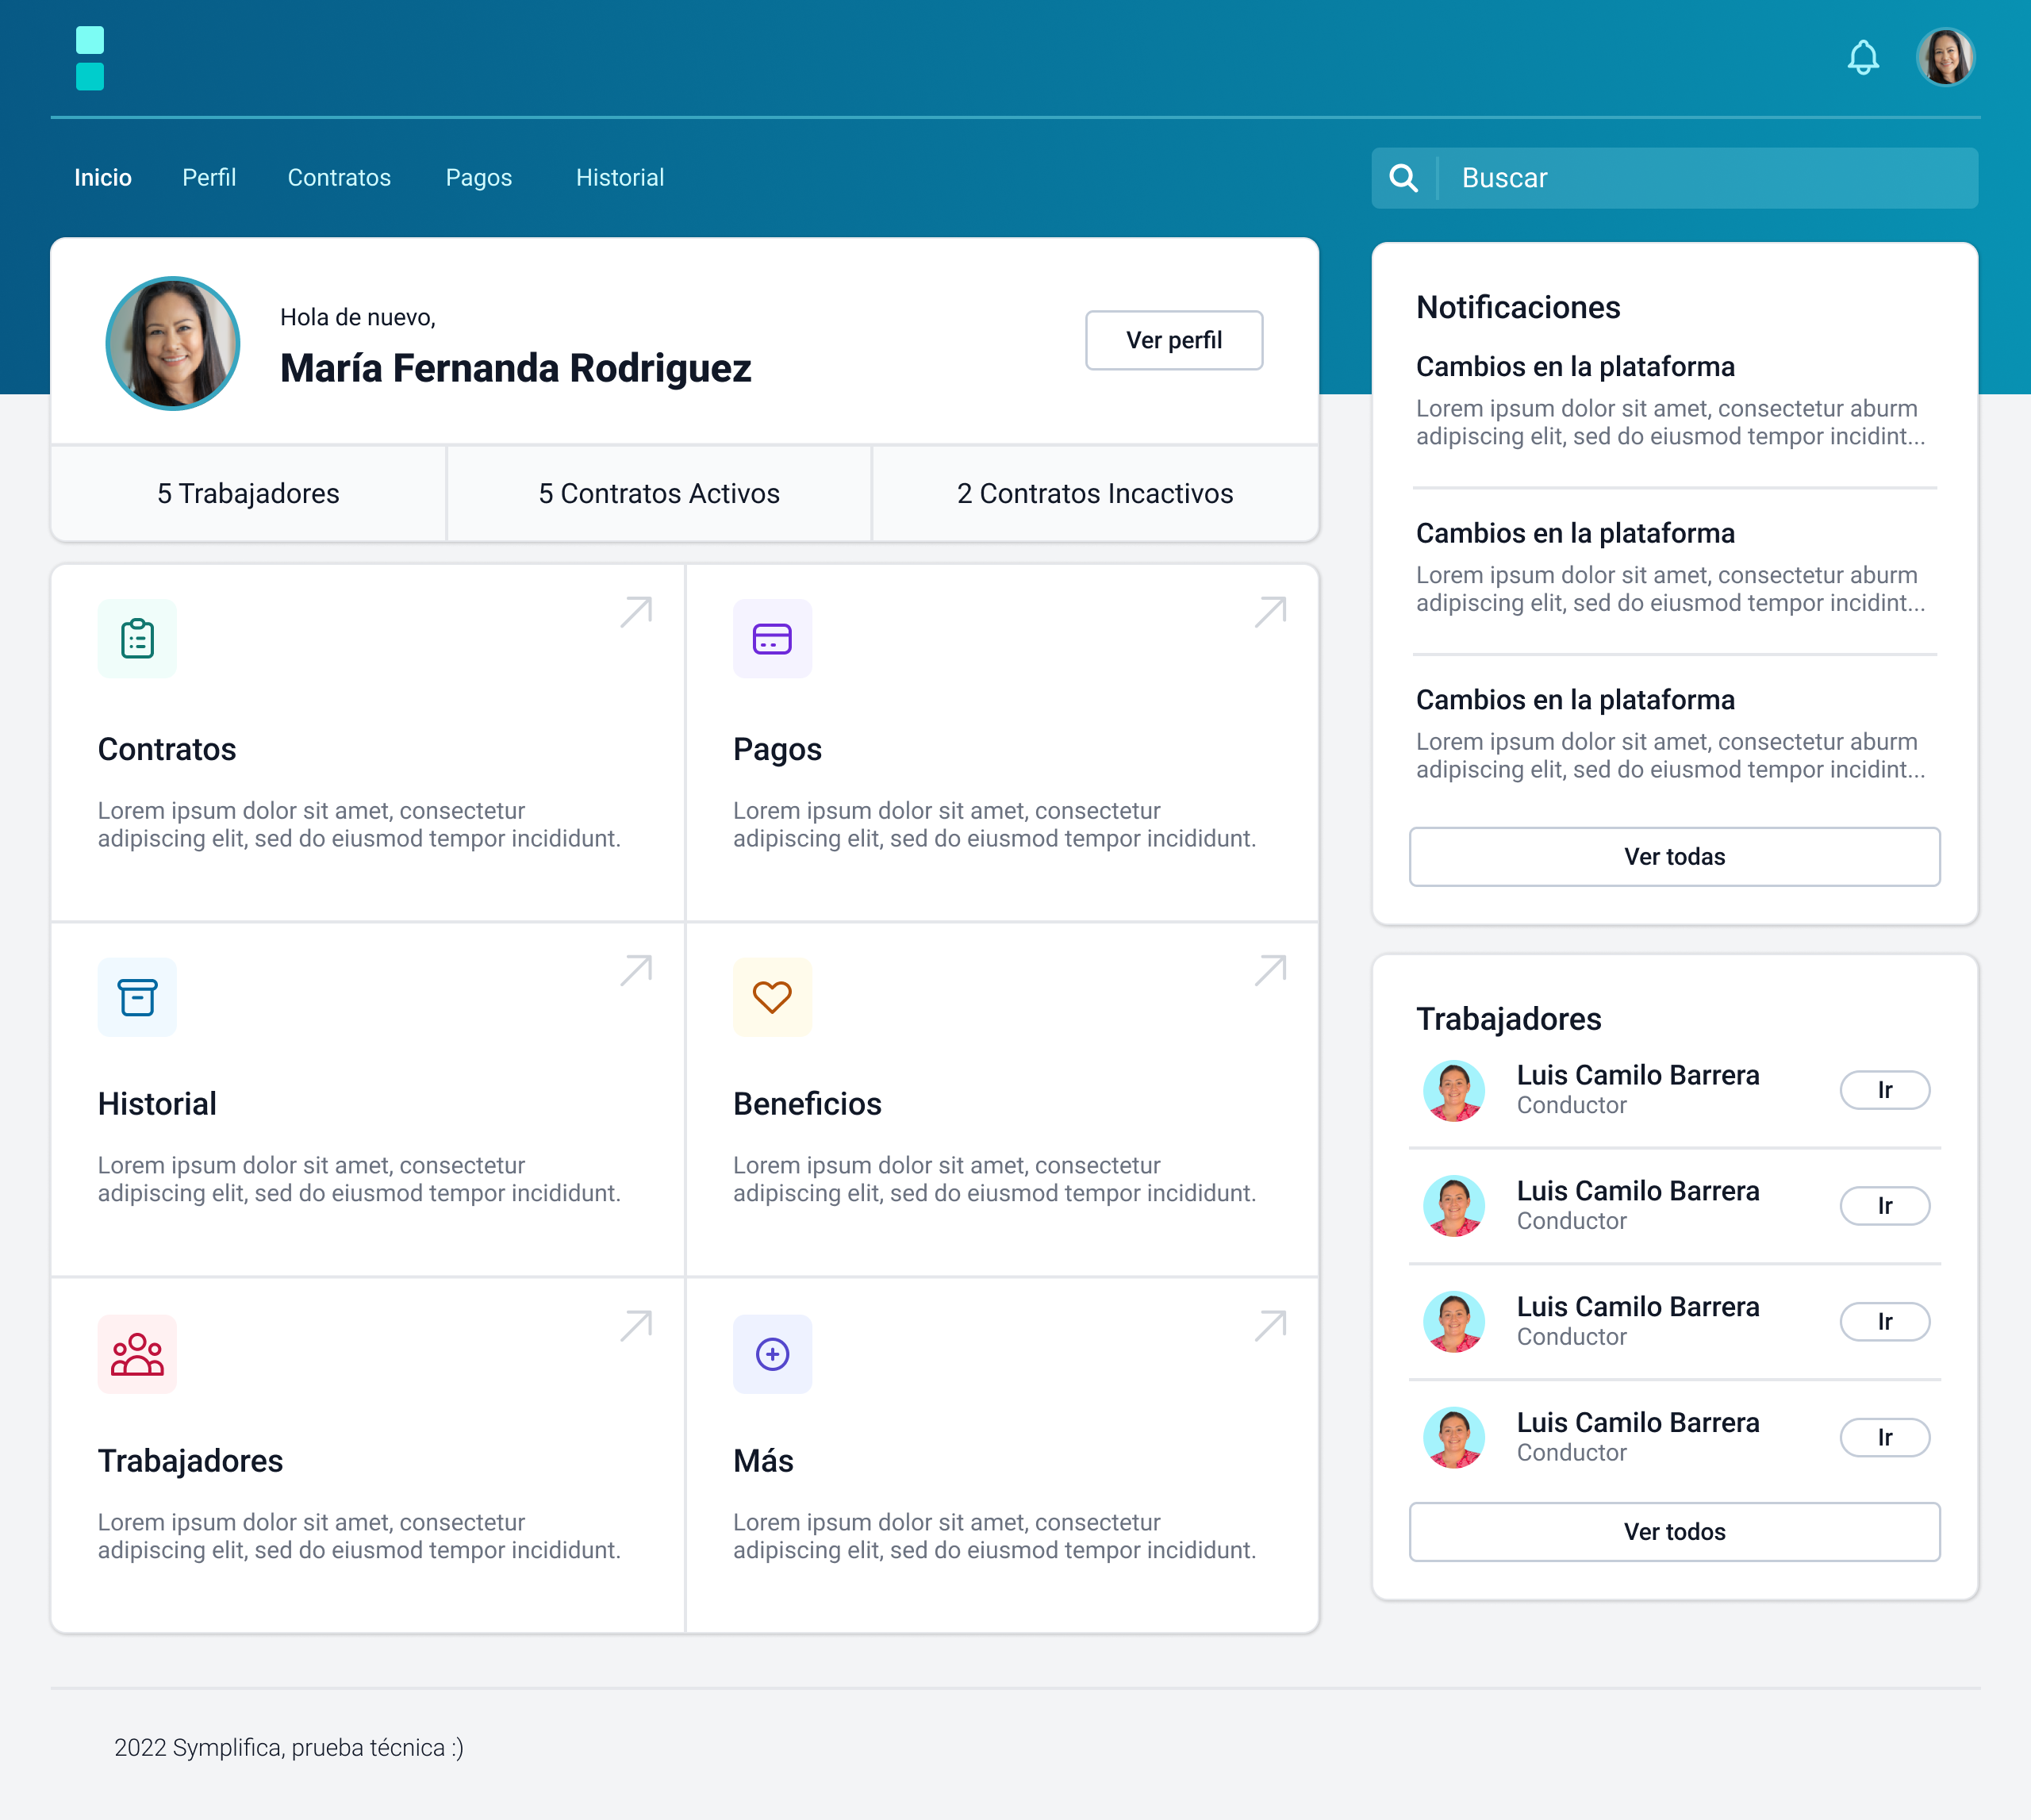 Inicio
Perfil
Contratos
Pagos
Historial
Buscar
Hola de nuevo,
María Fernanda Rodriguez
Ver perfil
5 Trabajadores
5 Contratos Activos
2 Contratos Incactivos
Contratos
Lorem ipsum dolor sit amet, consectetur
adipiscing elit, sed do eiusmod tempor incididunt.
Pagos
Lorem ipsum dolor sit amet, consectetur
adipiscing elit, sed do eiusmod tempor incididunt.
Historial
Lorem ipsum dolor sit amet, consectetur
adipiscing elit, sed do eiusmod tempor incididunt.
Beneficios
Lorem ipsum dolor sit amet, consectetur
adipiscing elit, sed do eiusmod tempor incididunt.
Trabajadores
Lorem ipsum dolor sit amet, consectetur
adipiscing elit, sed do eiusmod tempor incididunt.
Más
Lorem ipsum dolor sit amet, consectetur
adipiscing elit, sed do eiusmod tempor incididunt.
Notificaciones
Cambios en la plataforma
Lorem ipsum dolor sit amet, consectetur aburm
adipiscing elit, sed do eiusmod tempor incidint...
Cambios en la plataforma
Lorem ipsum dolor sit amet, consectetur aburm
adipiscing elit, sed do eiusmod tempor incidint...
Cambios en la plataforma
Lorem ipsum dolor sit amet, consectetur aburm
adipiscing elit, sed do eiusmod tempor incidint...
Ver todas
Trabajadores
Luis Camilo Barrera
Conductor
Ir
Luis Camilo Barrera
Conductor
Ir
Luis Camilo Barrera
Conductor
Ir
Luis Camilo Barrera
Conductor
Ir
Ver todos
2022 Symplifica, prueba técnica :)